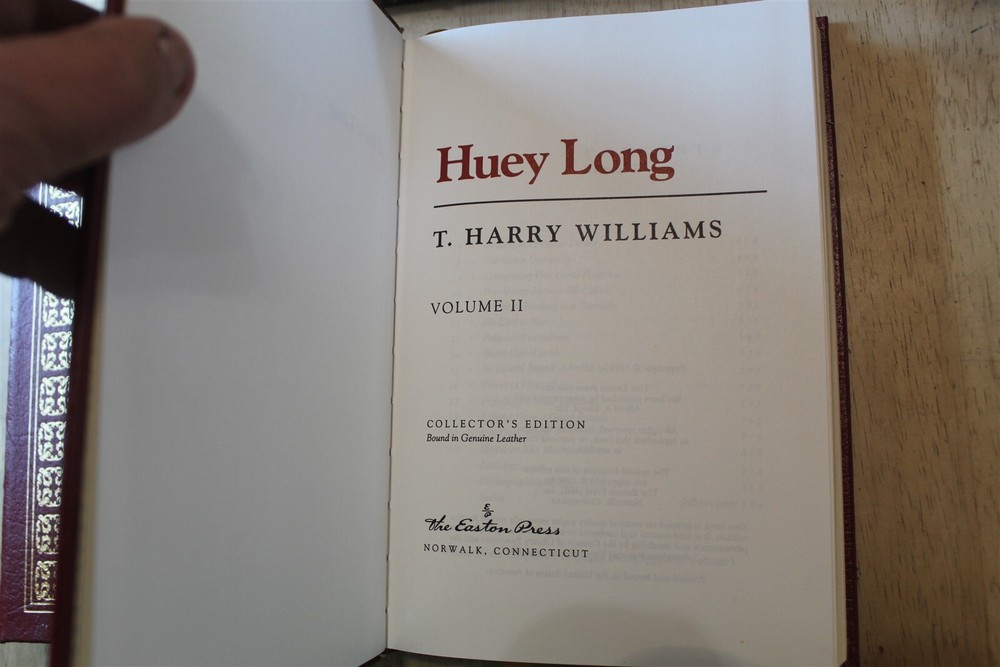 Huey Long
T. HARRY WILLIAMS
VOLUME II
COLLECTOR'S EDITION
Bound in Genuine Leather
E
P
The Easton Press
NORWALK, CONNECTICUT